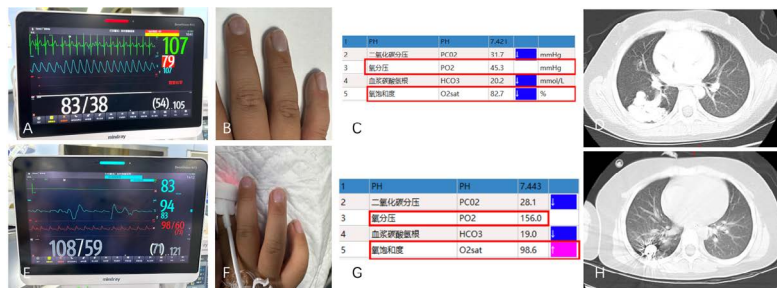 107
79
107
83/38
(54)
105
mindray
A
B
1 PH PH 7.421
2 二氧化碳分压 PCO2 31.7 ↓ mmHg
3 氧分压 PO2 45.3 mmHg
4 血浆碳酸氢根 HCO3 20.2 ↓ mmol/L
5 氧饱和度 O2sat 82.7 ↓ %
C
D
83
94
83
98/60
108/59
(71)
121
mindray
E
F
1 PH PH 7.443
2 二氧化碳分压 PCO2 28.1 ↓
3 氧分压 PO2 156.0
4 血浆碳酸氢根 HCO3 19.0 ↓
5 氧饱和度 O2sat 98.6 ↑
G
H